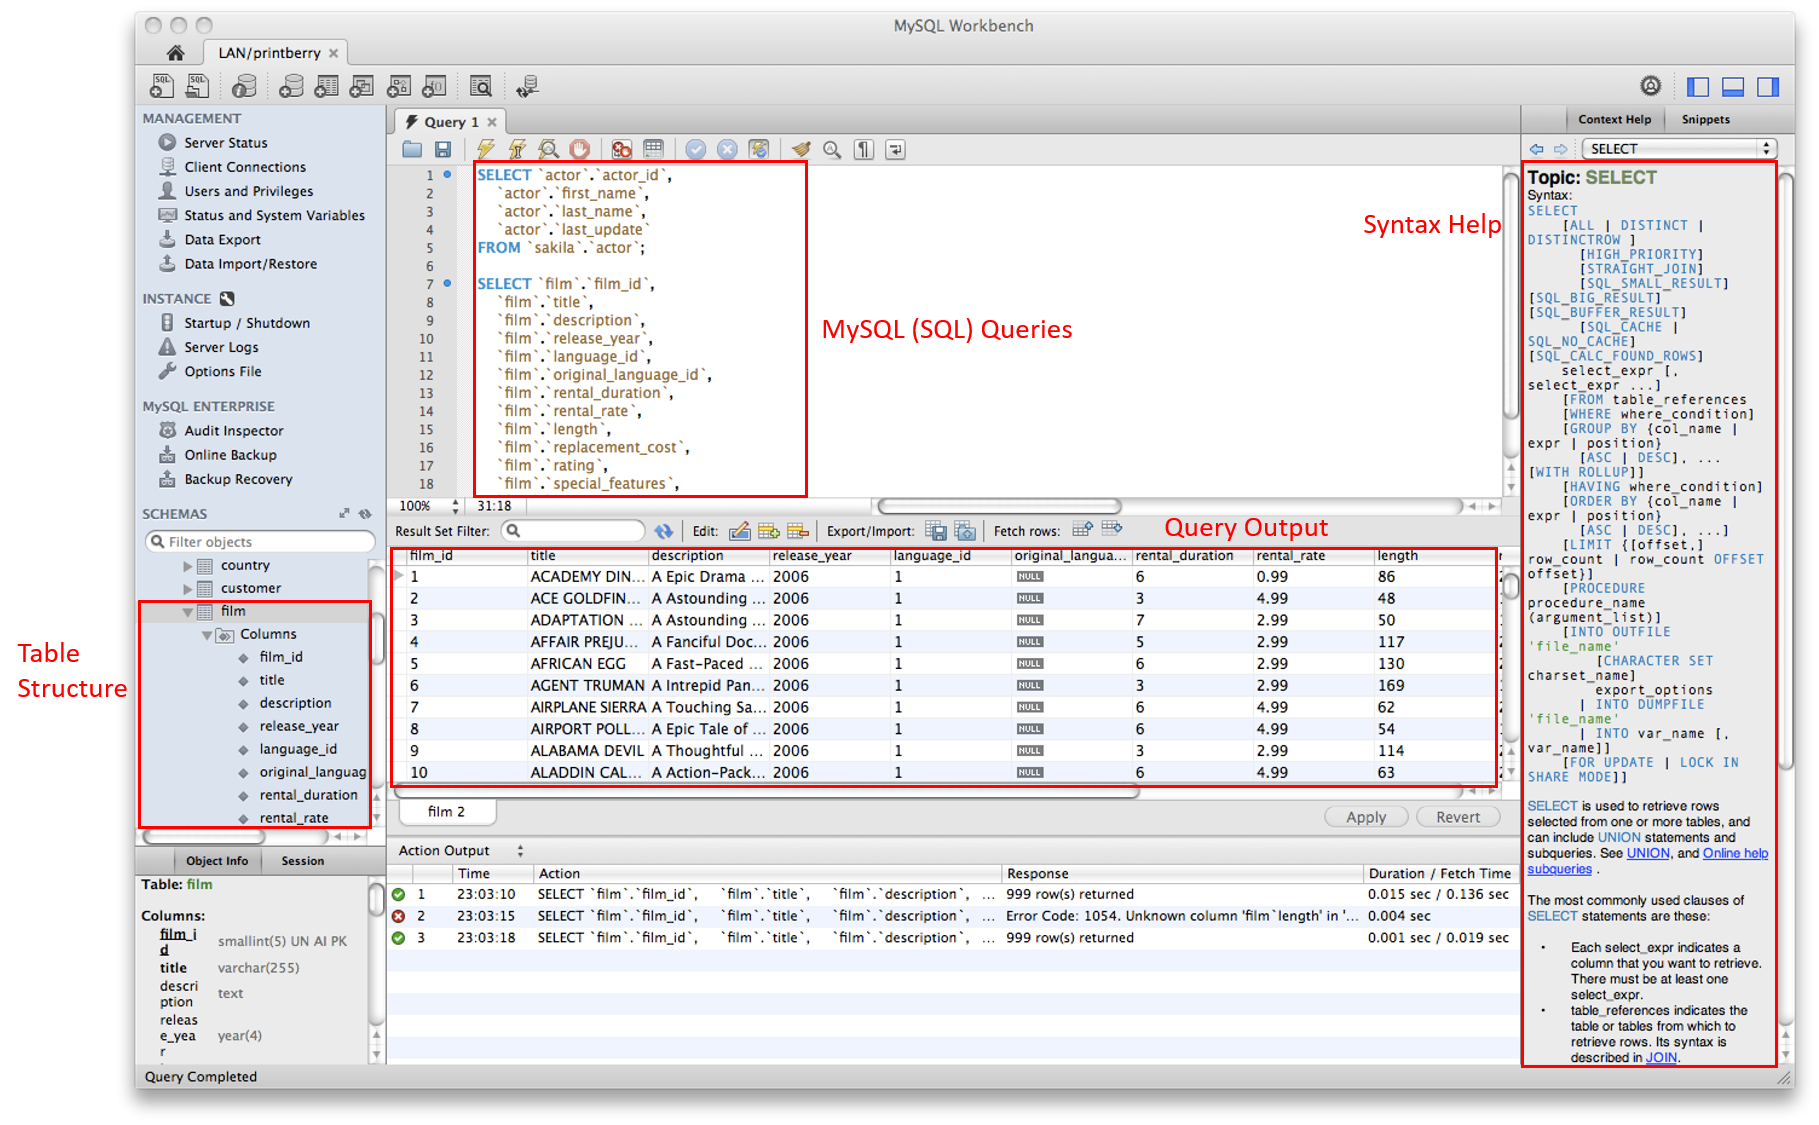 MySQL Workbench
LAN/printberry
MANAGEMENT
Server Status
Client Connections
Users and Privileges
Status and System Variables
Data Export
Data Import/Restore
INSTANCE
Startup / Shutdown
Server Logs
Options File
MySQL ENTERPRISE
Audit Inspector
Online Backup
Backup Recovery
SCHEMAS
Filter objects
country
customer
film
Columns
film_id
title
description
release_year
language_id
original_languag
rental_duration
rental_rate
Table
Structure
Object Info Session
Table: film
Columns:
film_i
d smallint(5) UN AI PK
title varchar(255)
descri
ption text
releas
e_yea
r year(4)
Query Completed
Query 1
1 SELECT `actor`.`actor_id`,
2 `actor`.`first_name`,
3 `actor`.`last_name`,
4 `actor`.`last_update`
5 FROM `sakila`.`actor`;
6
7 SELECT `film`.`film_id`,
8 `film`.`title`,
9 `film`.`description`,
10 `film`.`release_year`,
11 `film`.`language_id`,
12 `film`.`original_language_id`,
13 `film`.`rental_duration`,
14 `film`.`rental_rate`,
15 `film`.`length`,
16 `film`.`replacement_cost`,
17 `film`.`rating`,
18 `film`.`special_features`,
MySQL (SQL) Queries
Syntax Help
100% 31:18
Result Set Filter: Edit: Export/Import: Fetch rows:
Query Output
film_id title description release_year language_id original_langua... rental_duration rental_rate length
1 ACADEMY DIN... A Epic Drama ... 2006 1 NULL 6 0.99 86
2 ACE GOLDFIN... A Astounding ... 2006 1 NULL 3 4.99 48
3 ADAPTATION ... A Astounding ... 2006 1 NULL 7 2.99 50
4 AFFAIR PREJU... A Fanciful Doc... 2006 1 NULL 5 2.99 117
5 AFRICAN EGG A Fast-Paced ... 2006 1 NULL 6 2.99 130
6 AGENT TRUMAN A Intrepid Pan... 2006 1 NULL 3 2.99 169
7 AIRPLANE SIERRA A Touching Sa... 2006 1 NULL 6 4.99 62
8 AIRPORT POLL... A Epic Tale of ... 2006 1 NULL 6 4.99 54
9 ALABAMA DEVIL A Thoughtful ... 2006 1 NULL 3 2.99 114
10 ALADDIN CAL... A Action-Pack... 2006 1 NULL 6 4.99 63
film 2
Apply Revert
Action Output
Time Action Response Duration / Fetch Time
1 23:03:10 SELECT `film`.`film_id`, `film`.`title`, `film`.`description`, ... 999 row(s) returned 0.015 sec / 0.136 sec
2 23:03:15 SELECT `film`.`film_id`, `film`.`title`, `film`.`description`, ... Error Code: 1054. Unknown column 'film`length' in '... 0.004 sec
3 23:03:18 SELECT `film`.`film_id`, `film`.`title`, `film`.`description`, ... 999 row(s) returned 0.001 sec / 0.019 sec
Context Help Snippets
SELECT
Topic: SELECT
Syntax:
SELECT
[ALL | DISTINCT |
DISTINCTROW ]
[HIGH_PRIORITY]
[STRAIGHT_JOIN]
[SQL_SMALL_RESULT]
[SQL_BIG_RESULT]
[SQL_BUFFER_RESULT]
[SQL_CACHE |
SQL_NO_CACHE]
[SQL_CALC_FOUND_ROWS]
select_expr [,
select_expr ...]
[FROM table_references
[WHERE where_condition]
[GROUP BY {col_name |
expr | position}
[ASC | DESC], ...
[WITH ROLLUP]]
[HAVING where_condition]
[ORDER BY {col_name |
expr | position}
[ASC | DESC], ...]
[LIMIT {[offset,]
row_count | row_count OFFSET
offset}]
[PROCEDURE
procedure_name
(argument_list)]
[INTO OUTFILE
'file_name'
[CHARACTER SET
charset_name]
export_options
| INTO DUMPFILE
'file_name'
| INTO var_name [,
var_name]]
[FOR UPDATE | LOCK IN
SHARE MODE]]
SELECT is used to retrieve rows
selected from one or more tables, and
can include UNION statements and
subqueries. See UNION, and Online help
subqueries .
The most commonly used clauses of
SELECT statements are these:
• Each select_expr indicates a
column that you want to retrieve.
There must be at least one
select_expr.
• table_references indicates the
table or tables from which to
retrieve rows. Its syntax is
described in JOIN.